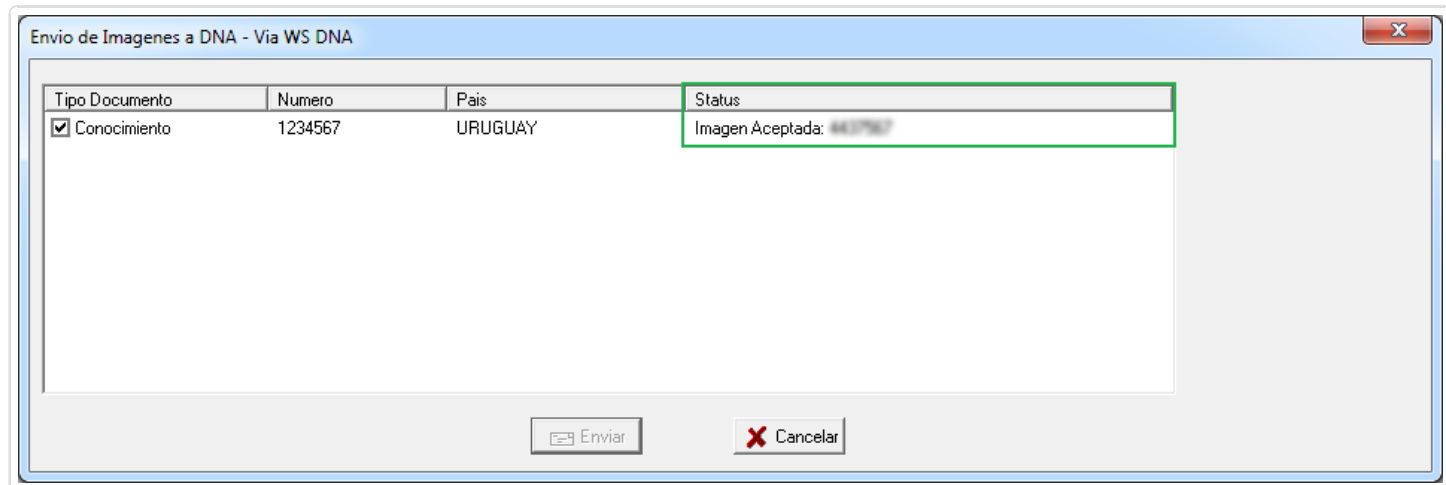 Envio de Imagenes a DNA - Via WS DNA
Tipo Documento Numero Pais Status
Conocimiento 1234567 URUGUAY Imagen Aceptada:
Enviar Cancelar